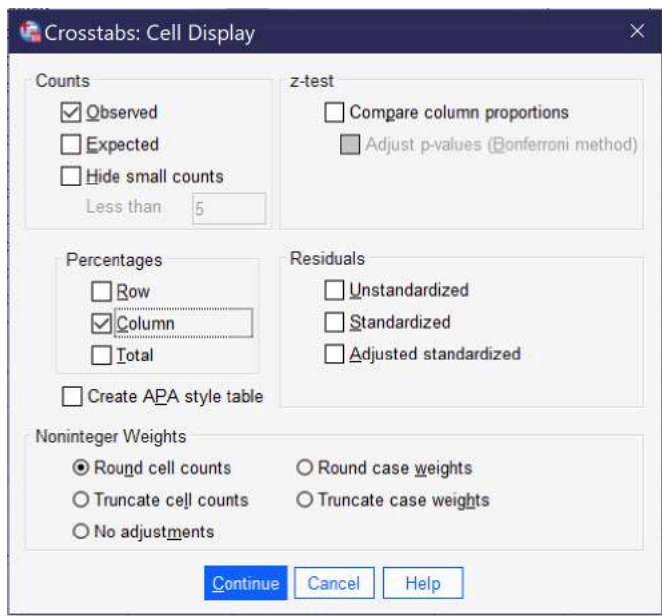 Crosstabs: Cell Display
Counts
Observed
Expected
Hide small counts
Less than 5
z-test
Compare column proportions
Adjust p-values (Bonferroni method)
Percentages
Row
Column
Total
Residuals
Unstandardized
Standardized
Adjusted standardized
Create APA style table
Noninteger Weights
Round cell counts
Round case weights
Truncate cell counts
Truncate case weights
No adjustments
Continue
Cancel
Help